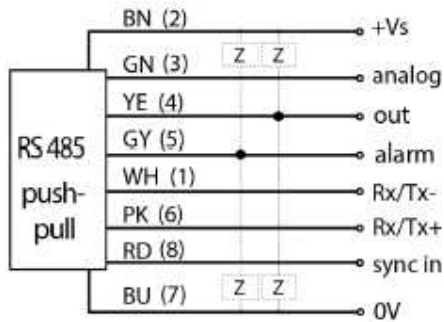 BN (2) +Vs
Z Z
GN (3) analog
YE (4) out
RS 485 GY (5) alarm
push- WH (1) Rx/Tx-
pull PK (6) Rx/Tx+
RD (8) sync in
Z Z
BU (7) 0V